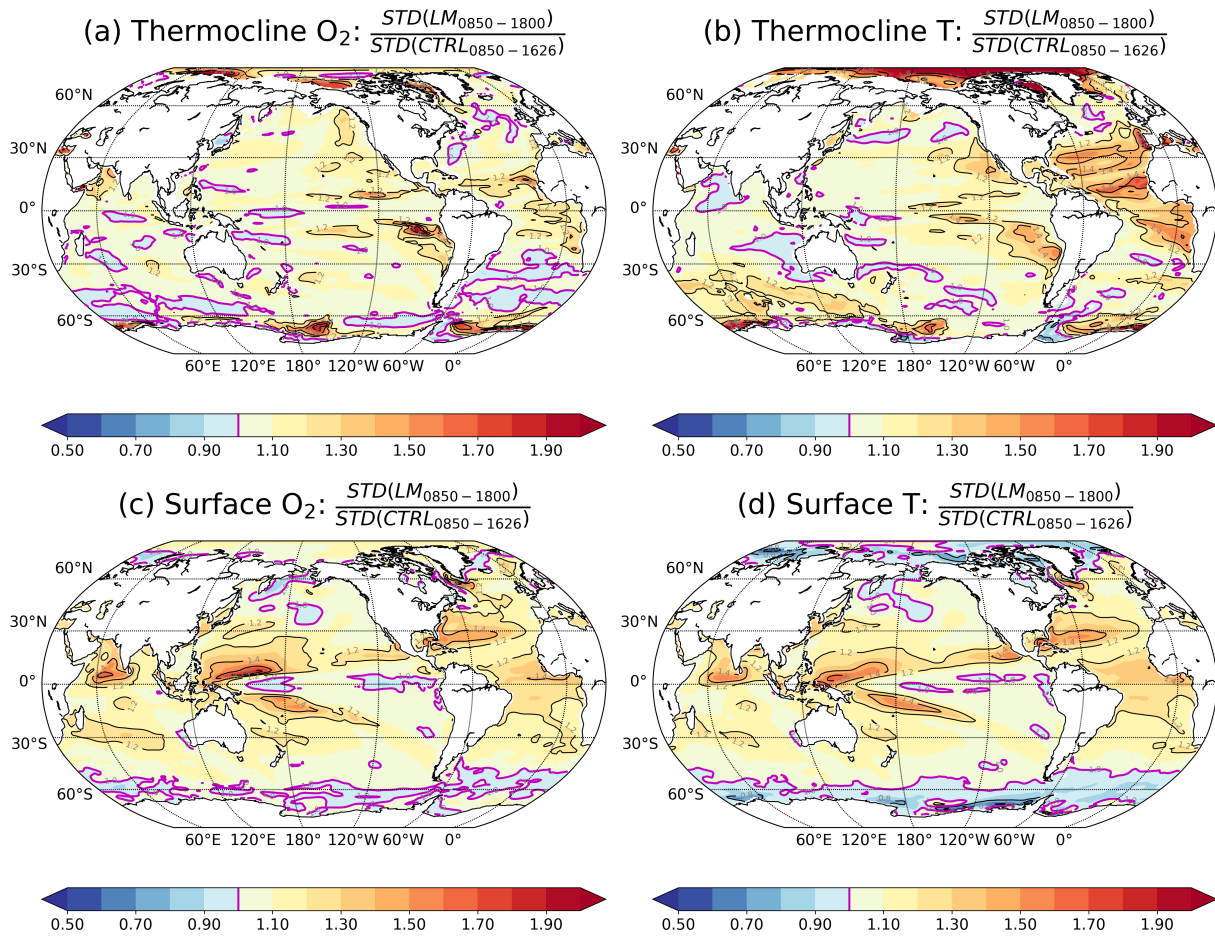 (a) Thermocline O₂: STD(LM₀₈₅₀₋₁₈₀₀) / STD(CTRL₀₈₅₀₋₁₆₂₆)
(b) Thermocline T: STD(LM₀₈₅₀₋₁₈₀₀) / STD(CTRL₀₈₅₀₋₁₆₂₆)
60°N
30°N
0°
30°S
60°S
60°E 120°E 180° 120°W 60°W 0°
60°N
30°N
0°
30°S
60°S
60°E 120°E 180° 120°W 60°W 0°
0.50 0.70 0.90 1.10 1.30 1.50 1.70 1.90
0.50 0.70 0.90 1.10 1.30 1.50 1.70 1.90
(c) Surface O₂: STD(LM₀₈₅₀₋₁₈₀₀) / STD(CTRL₀₈₅₀₋₁₆₂₆)
(d) Surface T: STD(LM₀₈₅₀₋₁₈₀₀) / STD(CTRL₀₈₅₀₋₁₆₂₆)
60°N
30°N
0°
30°S
60°S
60°E 120°E 180° 120°W 60°W 0°
60°N
30°N
0°
30°S
60°S
60°E 120°E 180° 120°W 60°W 0°
0.50 0.70 0.90 1.10 1.30 1.50 1.70 1.90
0.50 0.70 0.90 1.10 1.30 1.50 1.70 1.90